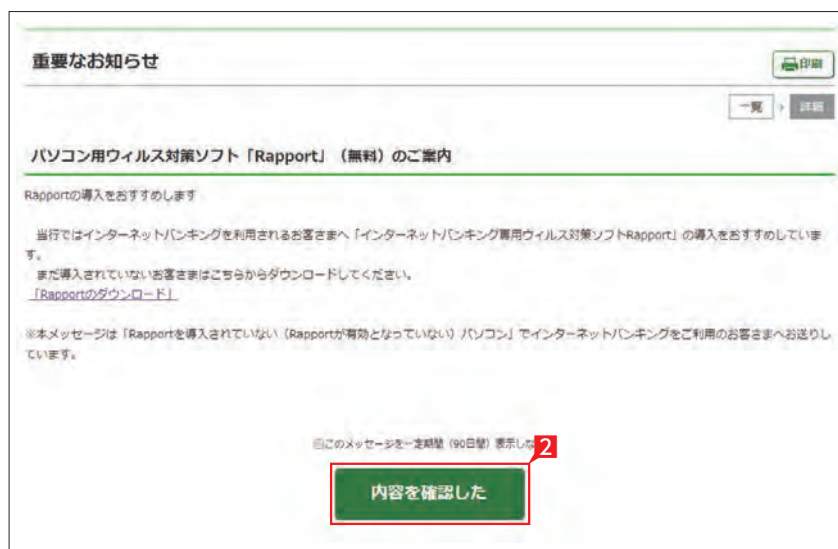 重要なお知らせ
印刷
一覧 > 詳細
パソコン用ウィルス対策ソフト「Rapport」（無料）のご案内
Rapportの導入をおすすめします
当行ではインターネットバンキングを利用されるお客さまへ「インターネットバンキング専用ウィルス対策ソフトRapport」の導入をおすすめしていま
す。
まだ導入されていないお客さまはこちらからダウンロードしてください。
「Rapportのダウンロード」
※本メッセージは「Rapportを導入されていない（Rapportが有効となっていない）パソコン」でインターネットバンキングをご利用のお客さまへお送りし
ています。
このメッセージを一定期間（90日間）表示しな
2
内容を確認した